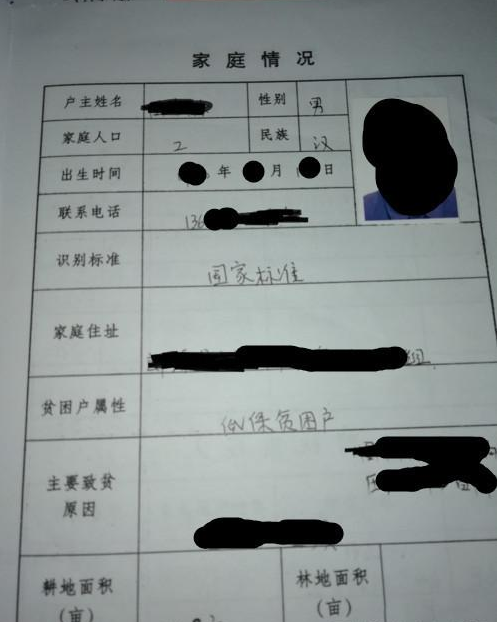 家庭情况
户主姓名 性别 男
家庭人口 2 民族 汉
出生时间 年 月 日
联系电话 136
识别标准 国家标准
家庭住址 组
贫困户属性 低保贫困户
主要致贫
原因
耕地面积 林地面积
(亩) (亩)